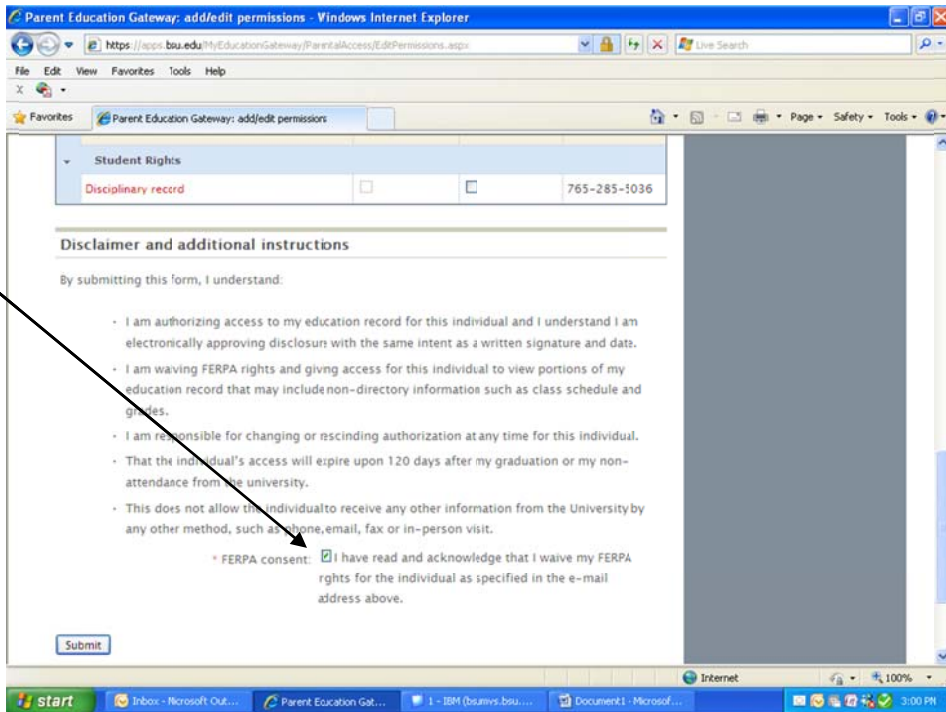 Parent Education Gateway: add/edit permissions - Windows Internet Explorer
https://apps.bsu.edu/MyEducationGateway/ParentalAccess/EditPermissions.aspx
Live Search
File Edit View Favorites Tools Help
X
Favorites Parent Education Gateway: add/edit permissions Page Safety Tools
Student Rights
Disciplinary record 765-285-5036
Disclaimer and additional instructions
By submitting this form, I understand:
I am authorizing access to my education record for this individual and I understand I am
electronically approving disclosure with the same intent as a written signature and date.
I am waiving FERPA rights and giving access for this individual to view portions of my
education record that may include non-directory information such as class schedule and
grades.
I am responsible for changing or rescinding authorization at any time for this individual.
That the individual's access will expire upon 120 days after my graduation or my non-
attendance from the university.
This does not allow the individual to receive any other information from the University by
any other method, such as phone, email, fax or in-person visit.
* FERPA consent: I have read and acknowledge that I waive my FERPA
rights for the individual as specified in the e-mail
address above.
Submit
Internet 100%
start Inbox - Microsoft Out... Parent Education Gat... 1 - IBM (bsumvs.bsu.... Document1 - Microsof... 3:00 PM